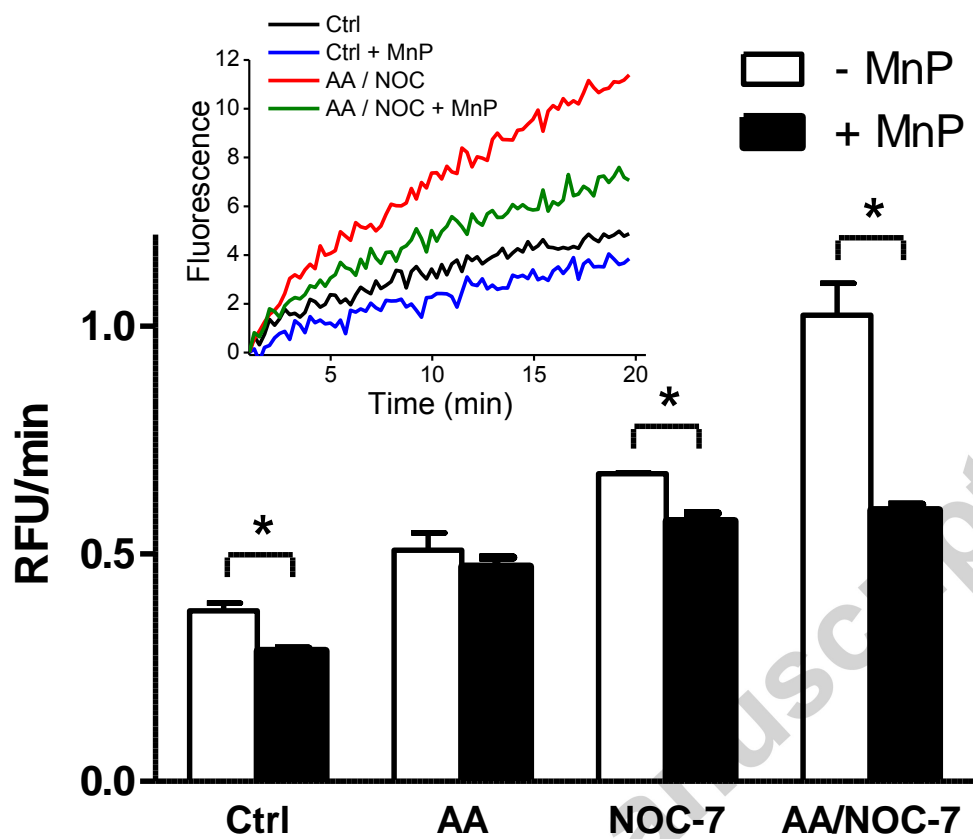 Ctrl
Ctrl + MnP
AA / NOC
AA / NOC + MnP
- MnP
+ MnP
Fluorescence
12
10
8
6
4
2
0
5
10
15
20
Time (min)
*
*
*
RFU/min
1.0
0.5
0.0
Ctrl
AA
NOC-7
AA/NOC-7
anuscript